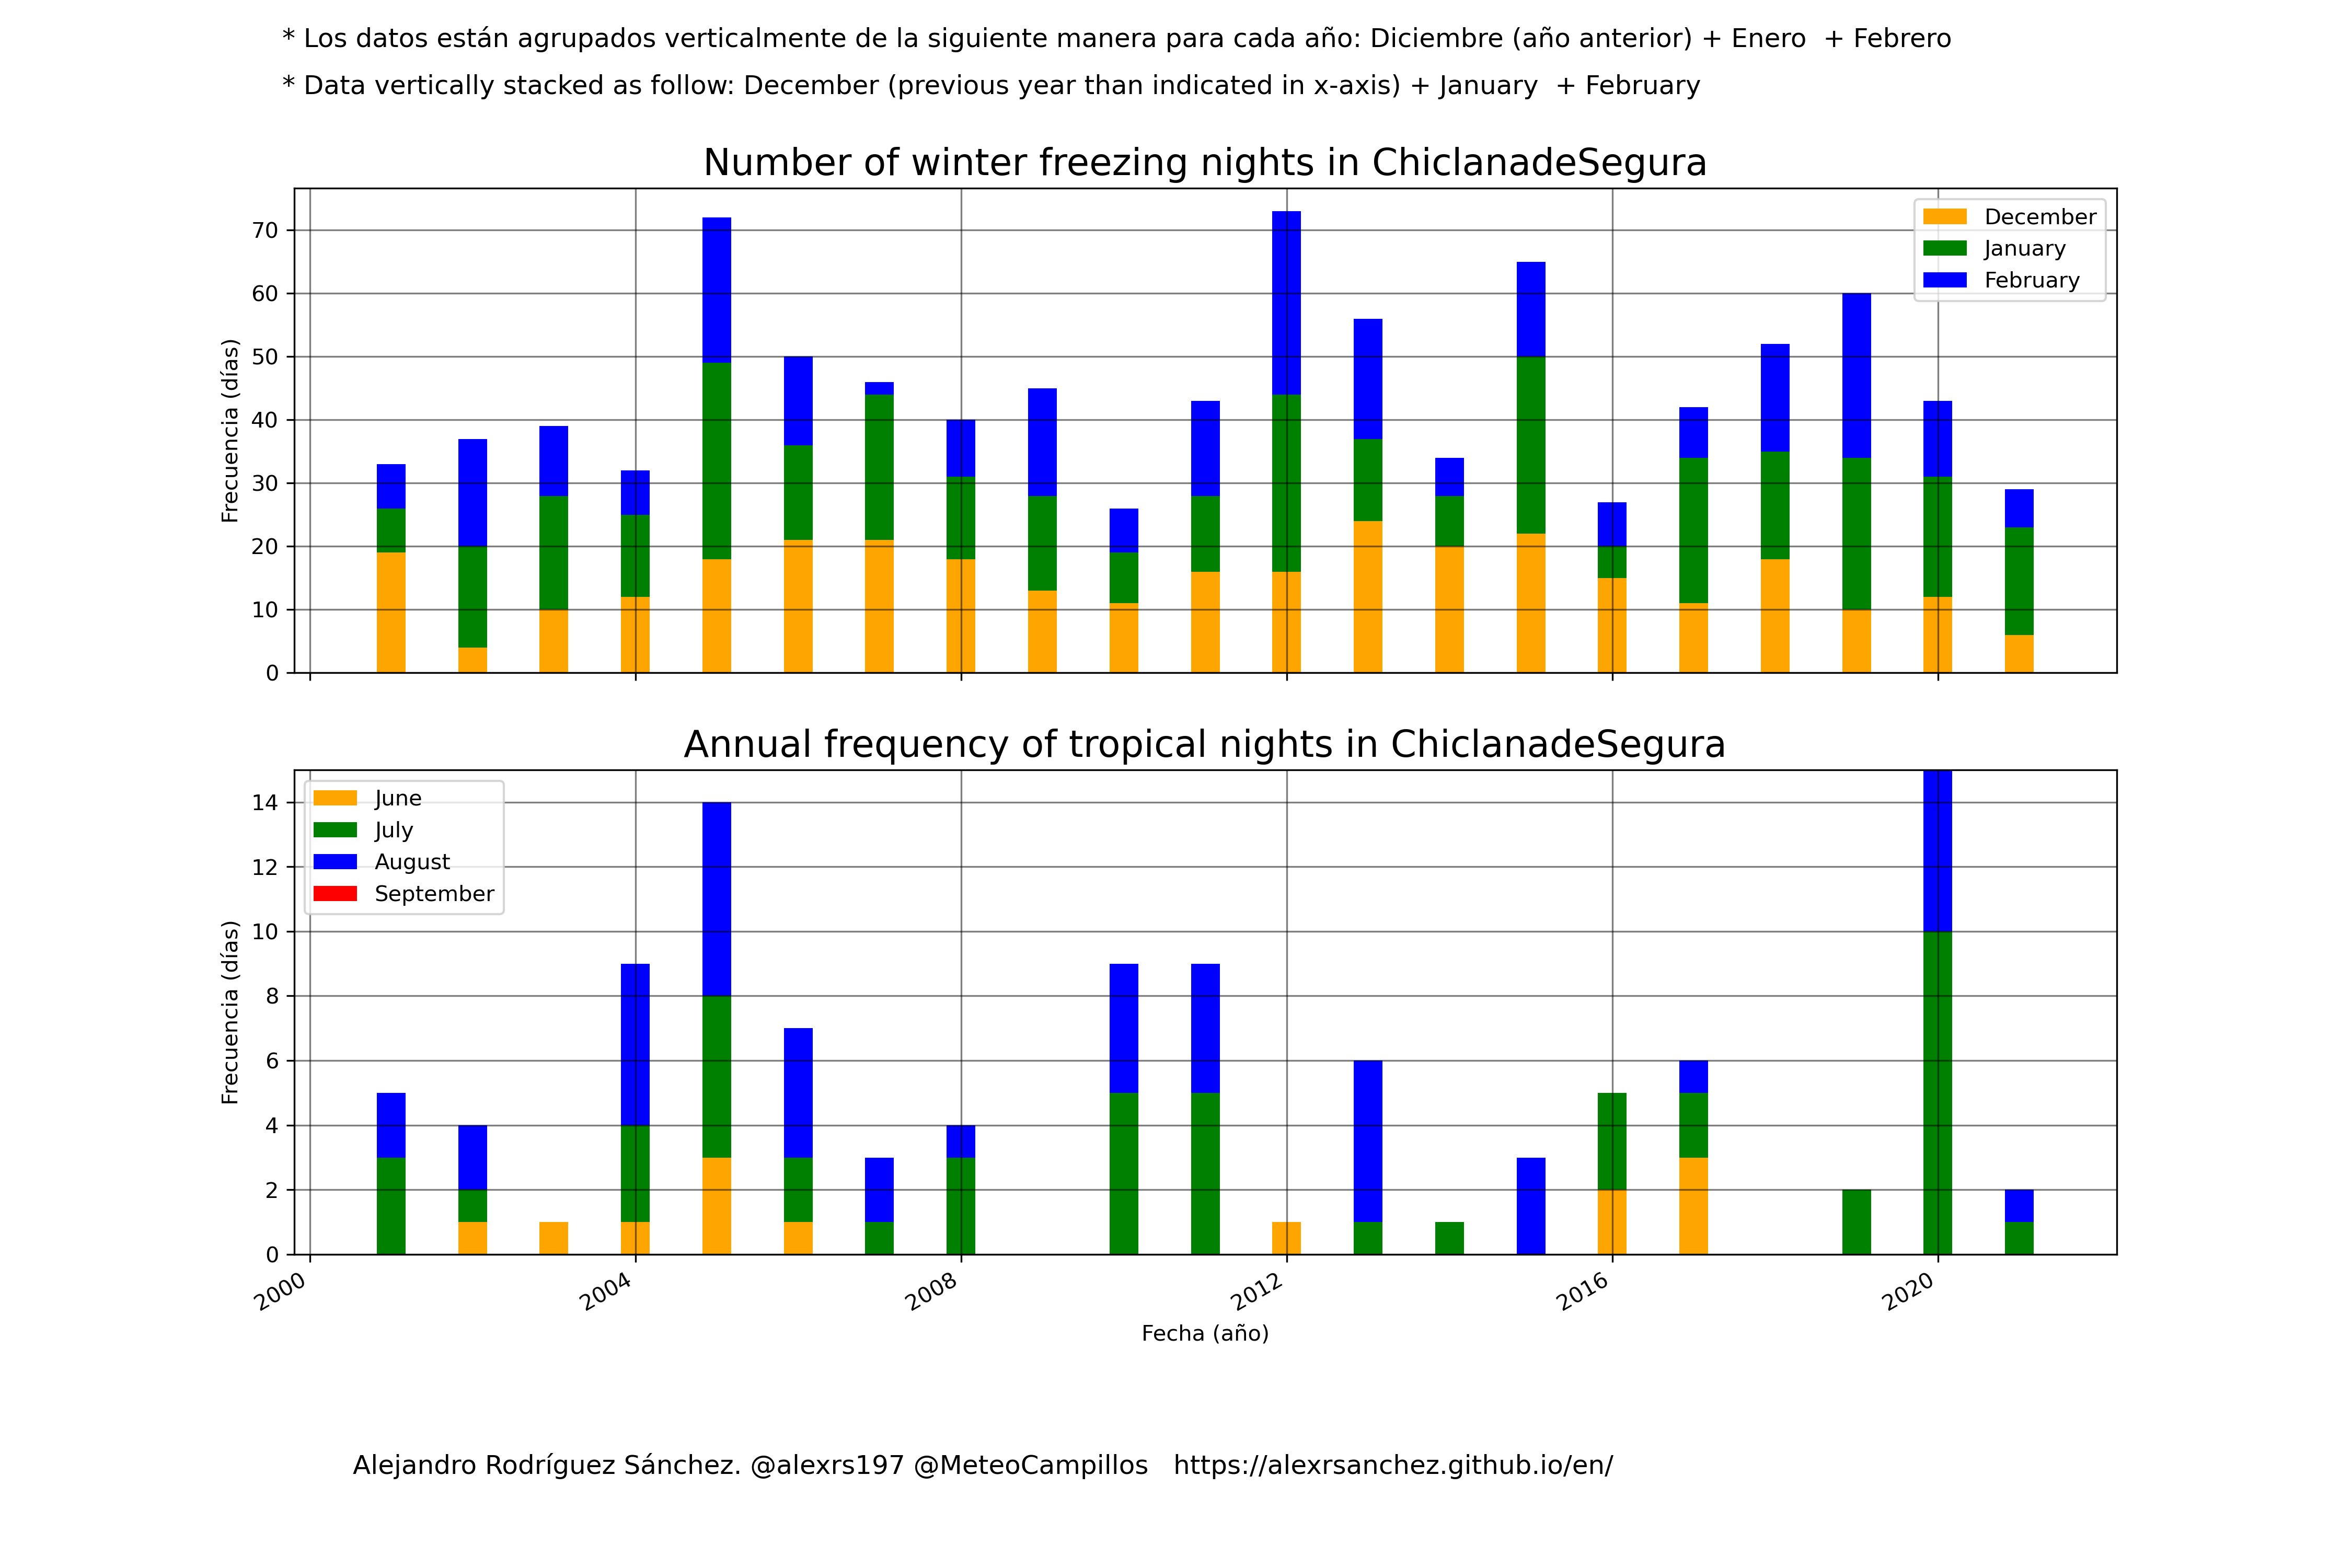 * Los datos están agrupados verticalmente de la siguiente manera para cada año: Diciembre (año anterior) + Enero  + Febrero
* Data vertically stacked as follow: December (previous year than indicated in x-axis) + January  + February
Number of winter freezing nights in ChiclanadeSegura
Frecuencia (días)
70
60
50
40
30
20
10
0
December
January
February
Annual frequency of tropical nights in ChiclanadeSegura
Frecuencia (días)
14
12
10
8
6
4
2
0
June
July
August
September
2000
2004
2008
2012
2016
2020
Fecha (año)
Alejandro Rodríguez Sánchez. @alexrs197 @MeteoCampillos   https://alexrsanchez.github.io/en/